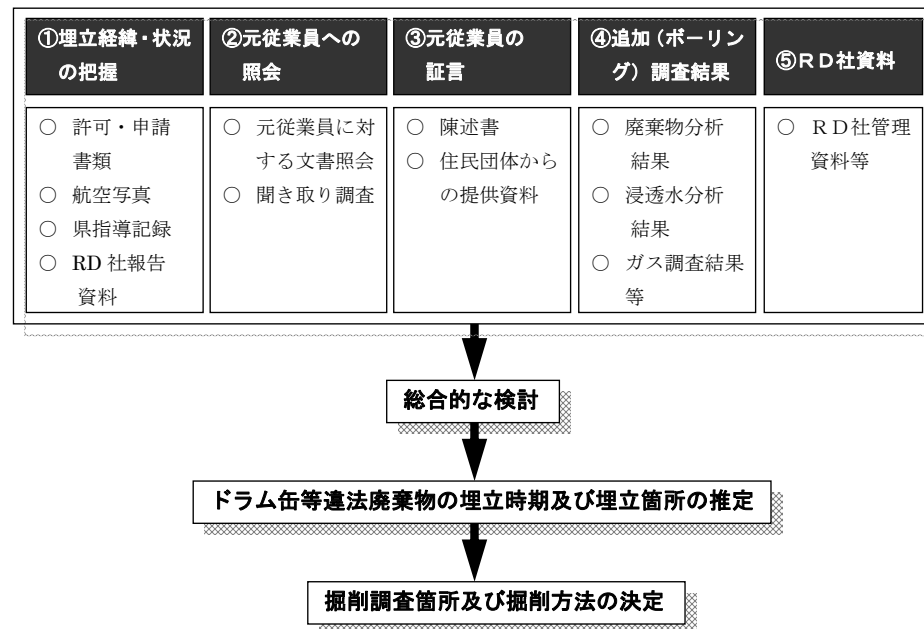 ①埋立経緯・状況
の把握
○ 許可・申請
書類
○ 航空写真
○ 県指導記録
○ RD 社報告
資料
②元従業員への
照会
○ 元従業員に対
する文書照会
○ 聞き取り調査
③元従業員の
証言
○ 陳述書
○ 住民団体から
の提供資料
④追加(ボーリン
グ)調査結果
○ 廃棄物分析
結果
○ 浸透水分析
結果
○ ガス調査結果
等
⑤RD社資料
○ RD社管理
資料等
総合的な検討
ドラム缶等違法廃棄物の埋立時期及び埋立箇所の推定
掘削調査箇所及び掘削方法の決定